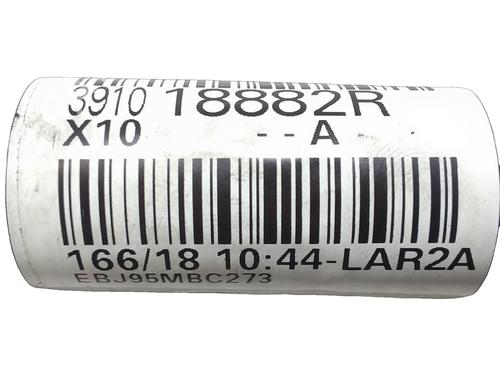 3910 18882R
X10 - - A -
166/18 10:44-LAR2A
EBJ95MBC273